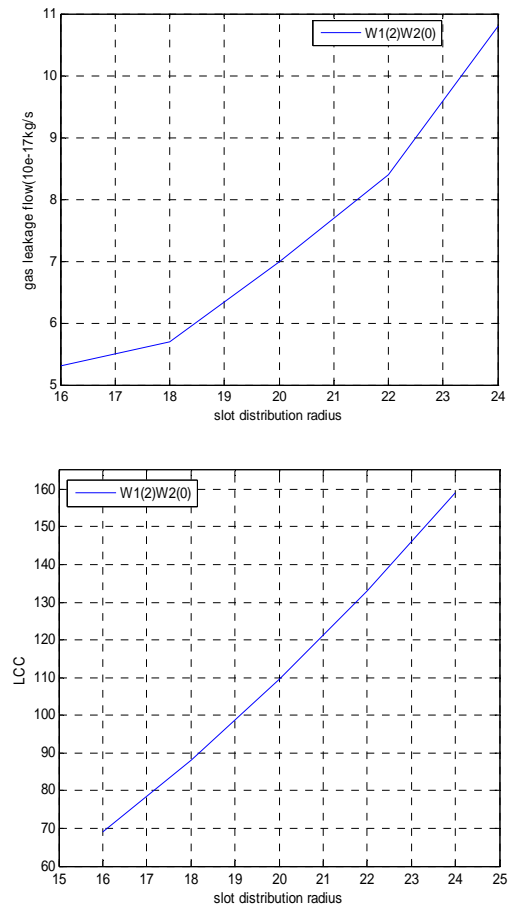 11
W1(2)W2(0)
10
9
8
7
6
5
gas leakage flow(10e-17kg/s
16 17 18 19 20 21 22 23 24
slot distribution radius
160
W1(2)W2(0)
150
140
130
120
110
100
90
80
70
60
LCC
15 16 17 18 19 20 21 22 23 24 25
slot distribution radius